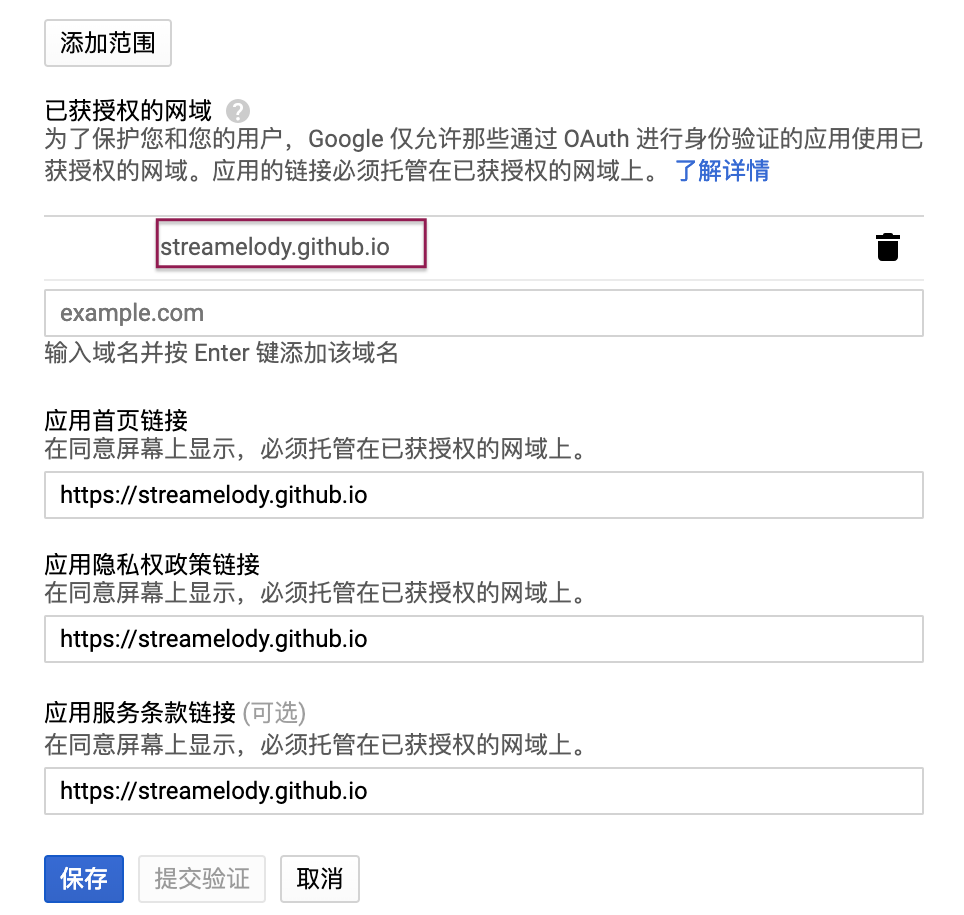 添加范围
已获授权的网域 ?
为了保护您和您的用户，Google 仅允许那些通过 OAuth 进行身份验证的应用使用已
获授权的网域。应用的链接必须托管在已获授权的网域上。 了解详情
streamelody.github.io
example.com
输入域名并按 Enter 键添加该域名
应用首页链接
在同意屏幕上显示，必须托管在已获授权的网域上。
https://streamelody.github.io
应用隐私权政策链接
在同意屏幕上显示，必须托管在已获授权的网域上。
https://streamelody.github.io
应用服务条款链接 (可选)
在同意屏幕上显示，必须托管在已获授权的网域上。
https://streamelody.github.io
保存 提交验证 取消